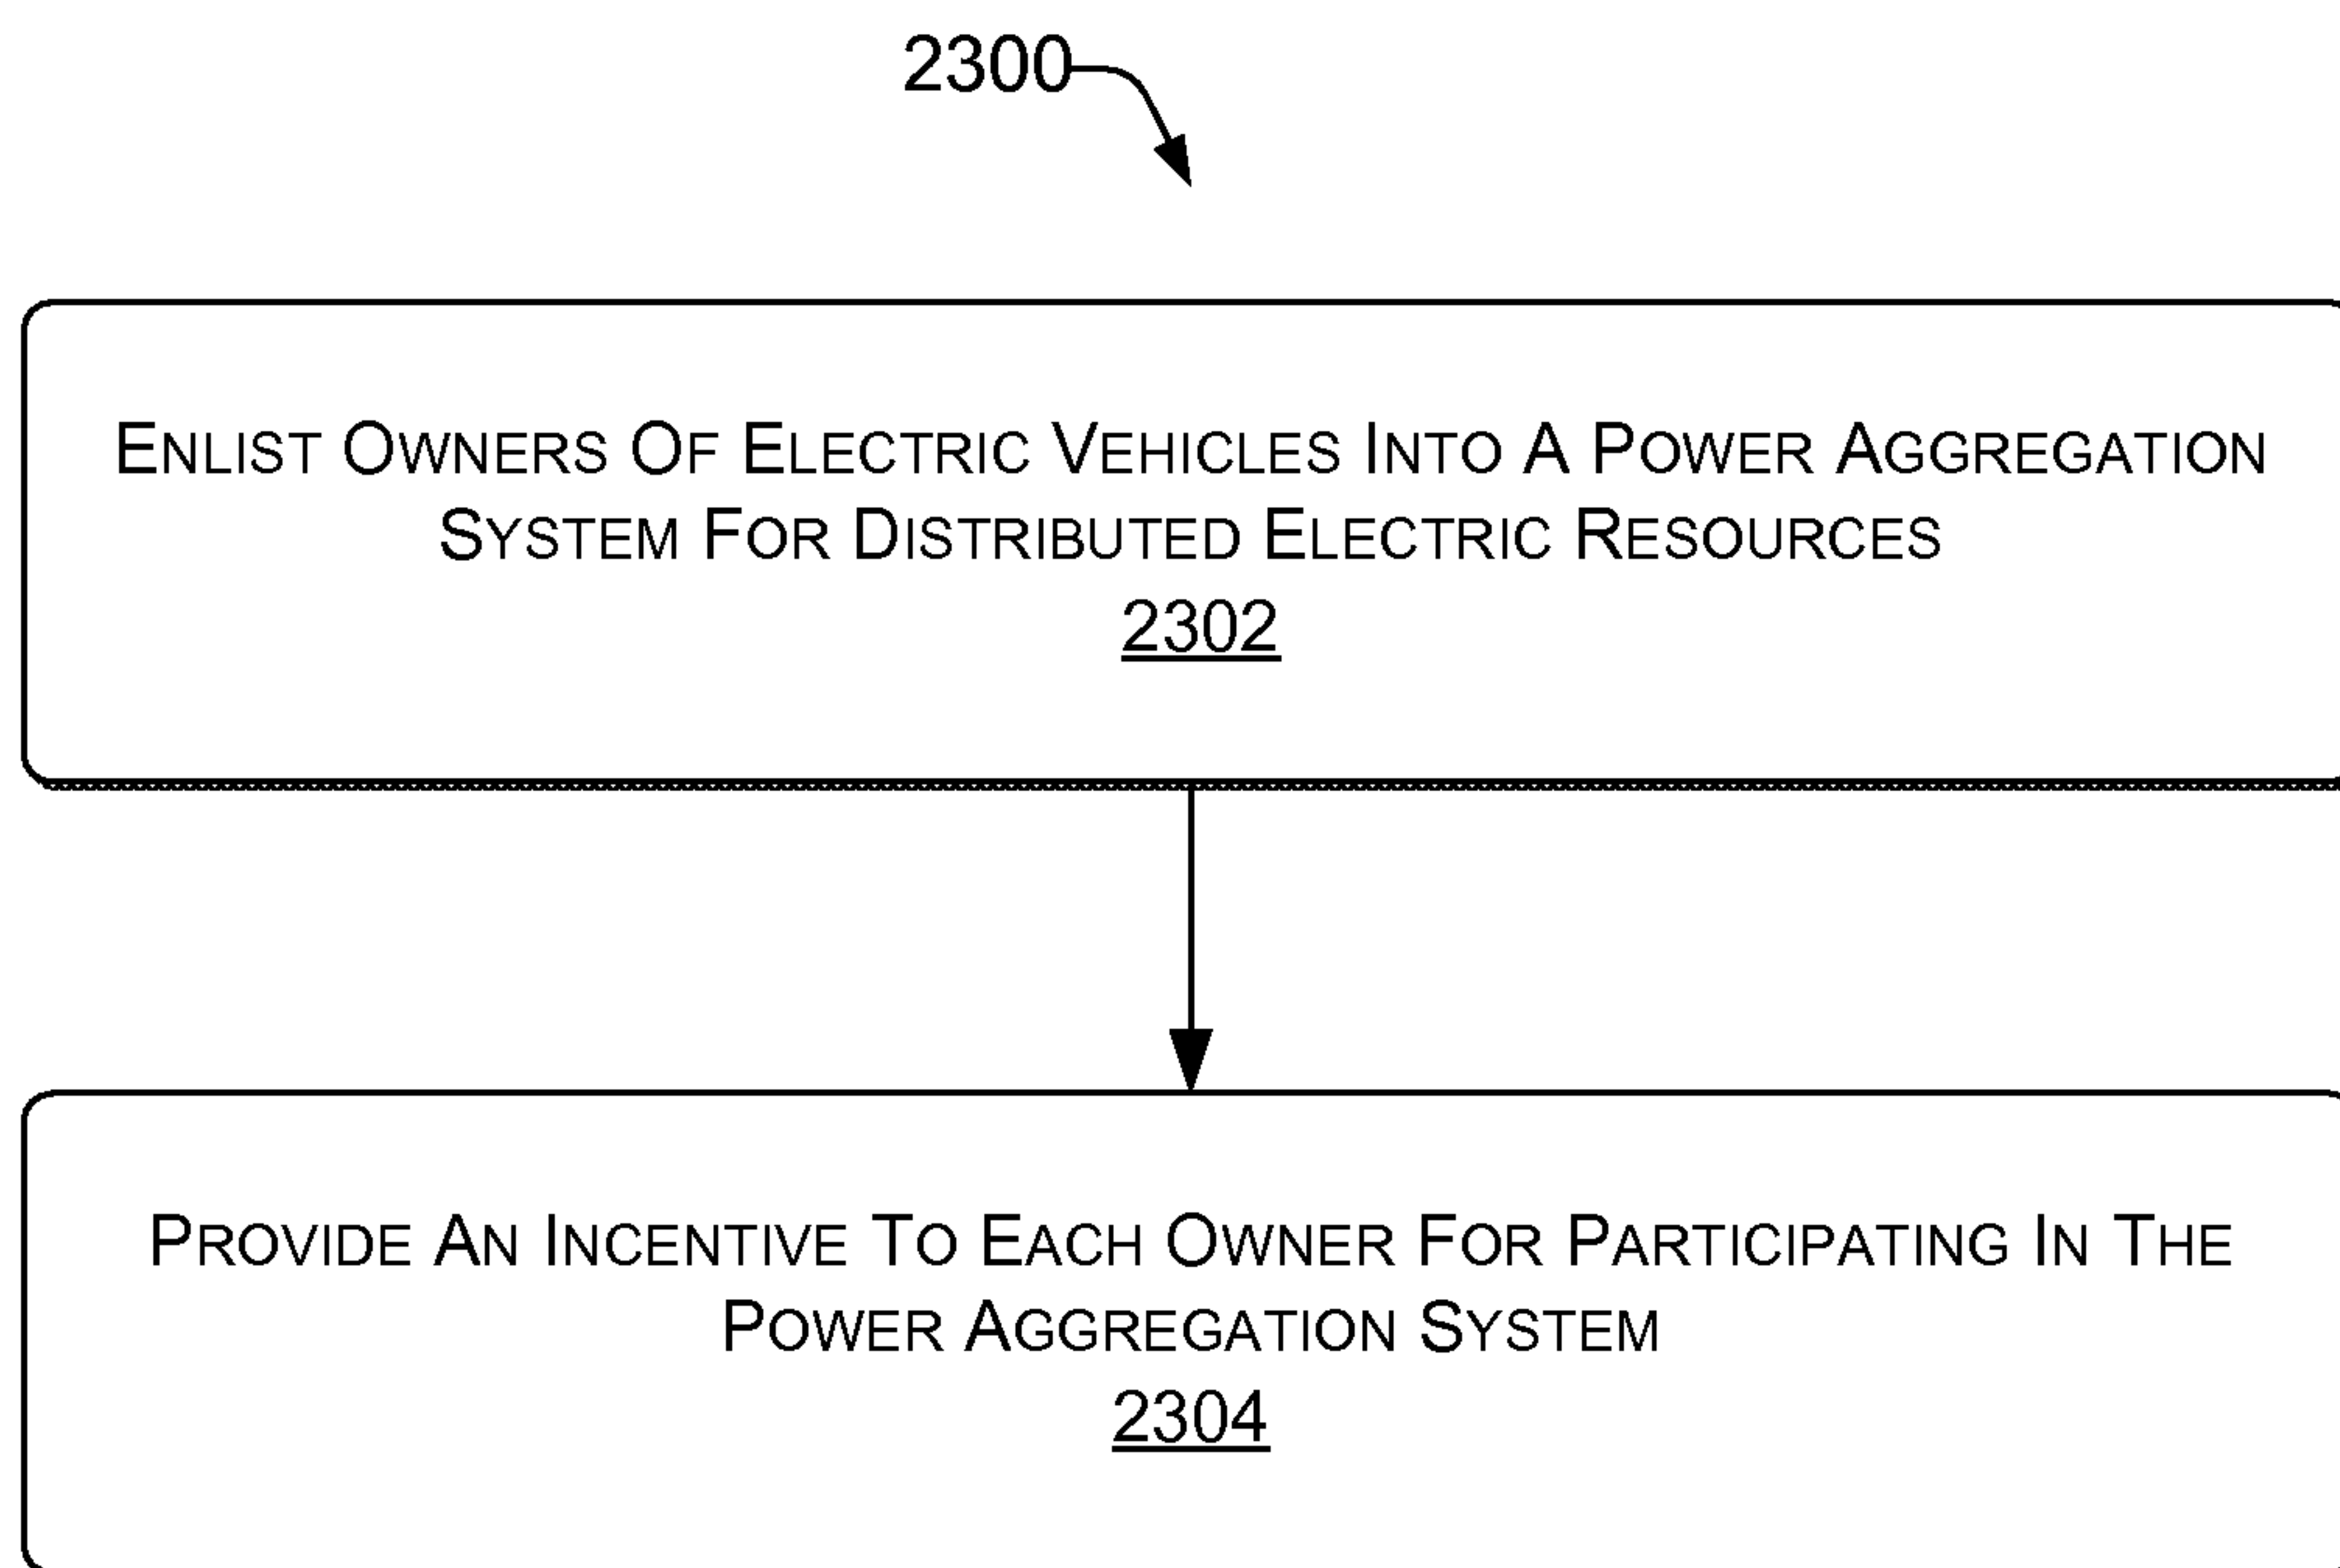 2300
Enlist Owners Of Electric Vehicles Into A Power Aggregation
System For Distributed Electric Resources
2302
Provide An Incentive To Each Owner For Participating In The
Power Aggregation System
2304